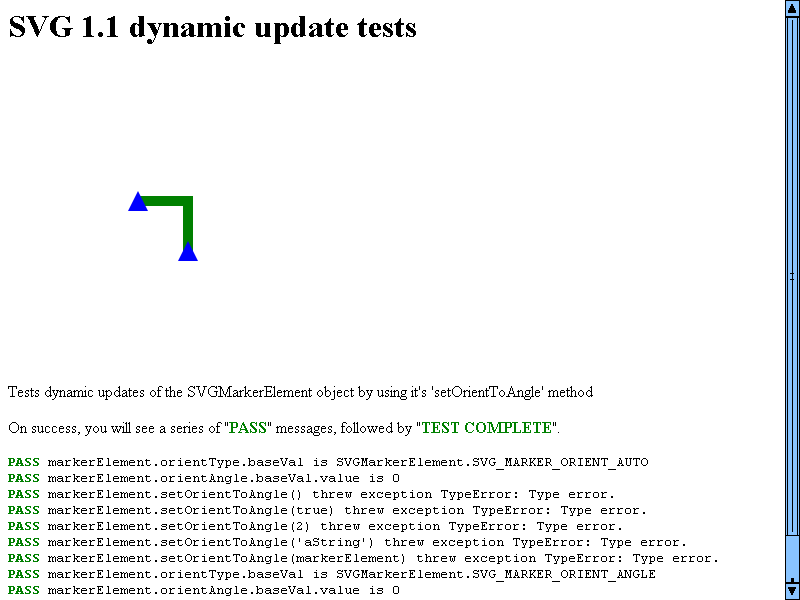 SVG 1.1 dynamic update tests
Tests dynamic updates of the SVGMarkerElement object by using it's 'setOrientToAngle' method
On success, you will see a series of "PASS" messages, followed by "TEST COMPLETE".
PASS markerElement.orientType.baseVal is SVGMarkerElement.SVG_MARKER_ORIENT_AUTO
PASS markerElement.orientAngle.baseVal.value is 0
PASS markerElement.setOrientToAngle() threw exception TypeError: Type error.
PASS markerElement.setOrientToAngle(true) threw exception TypeError: Type error.
PASS markerElement.setOrientToAngle(2) threw exception TypeError: Type error.
PASS markerElement.setOrientToAngle('aString') threw exception TypeError: Type error.
PASS markerElement.setOrientToAngle(markerElement) threw exception TypeError: Type error.
PASS markerElement.orientType.baseVal is SVGMarkerElement.SVG_MARKER_ORIENT_ANGLE
PASS markerElement.orientAngle.baseVal.value is 0